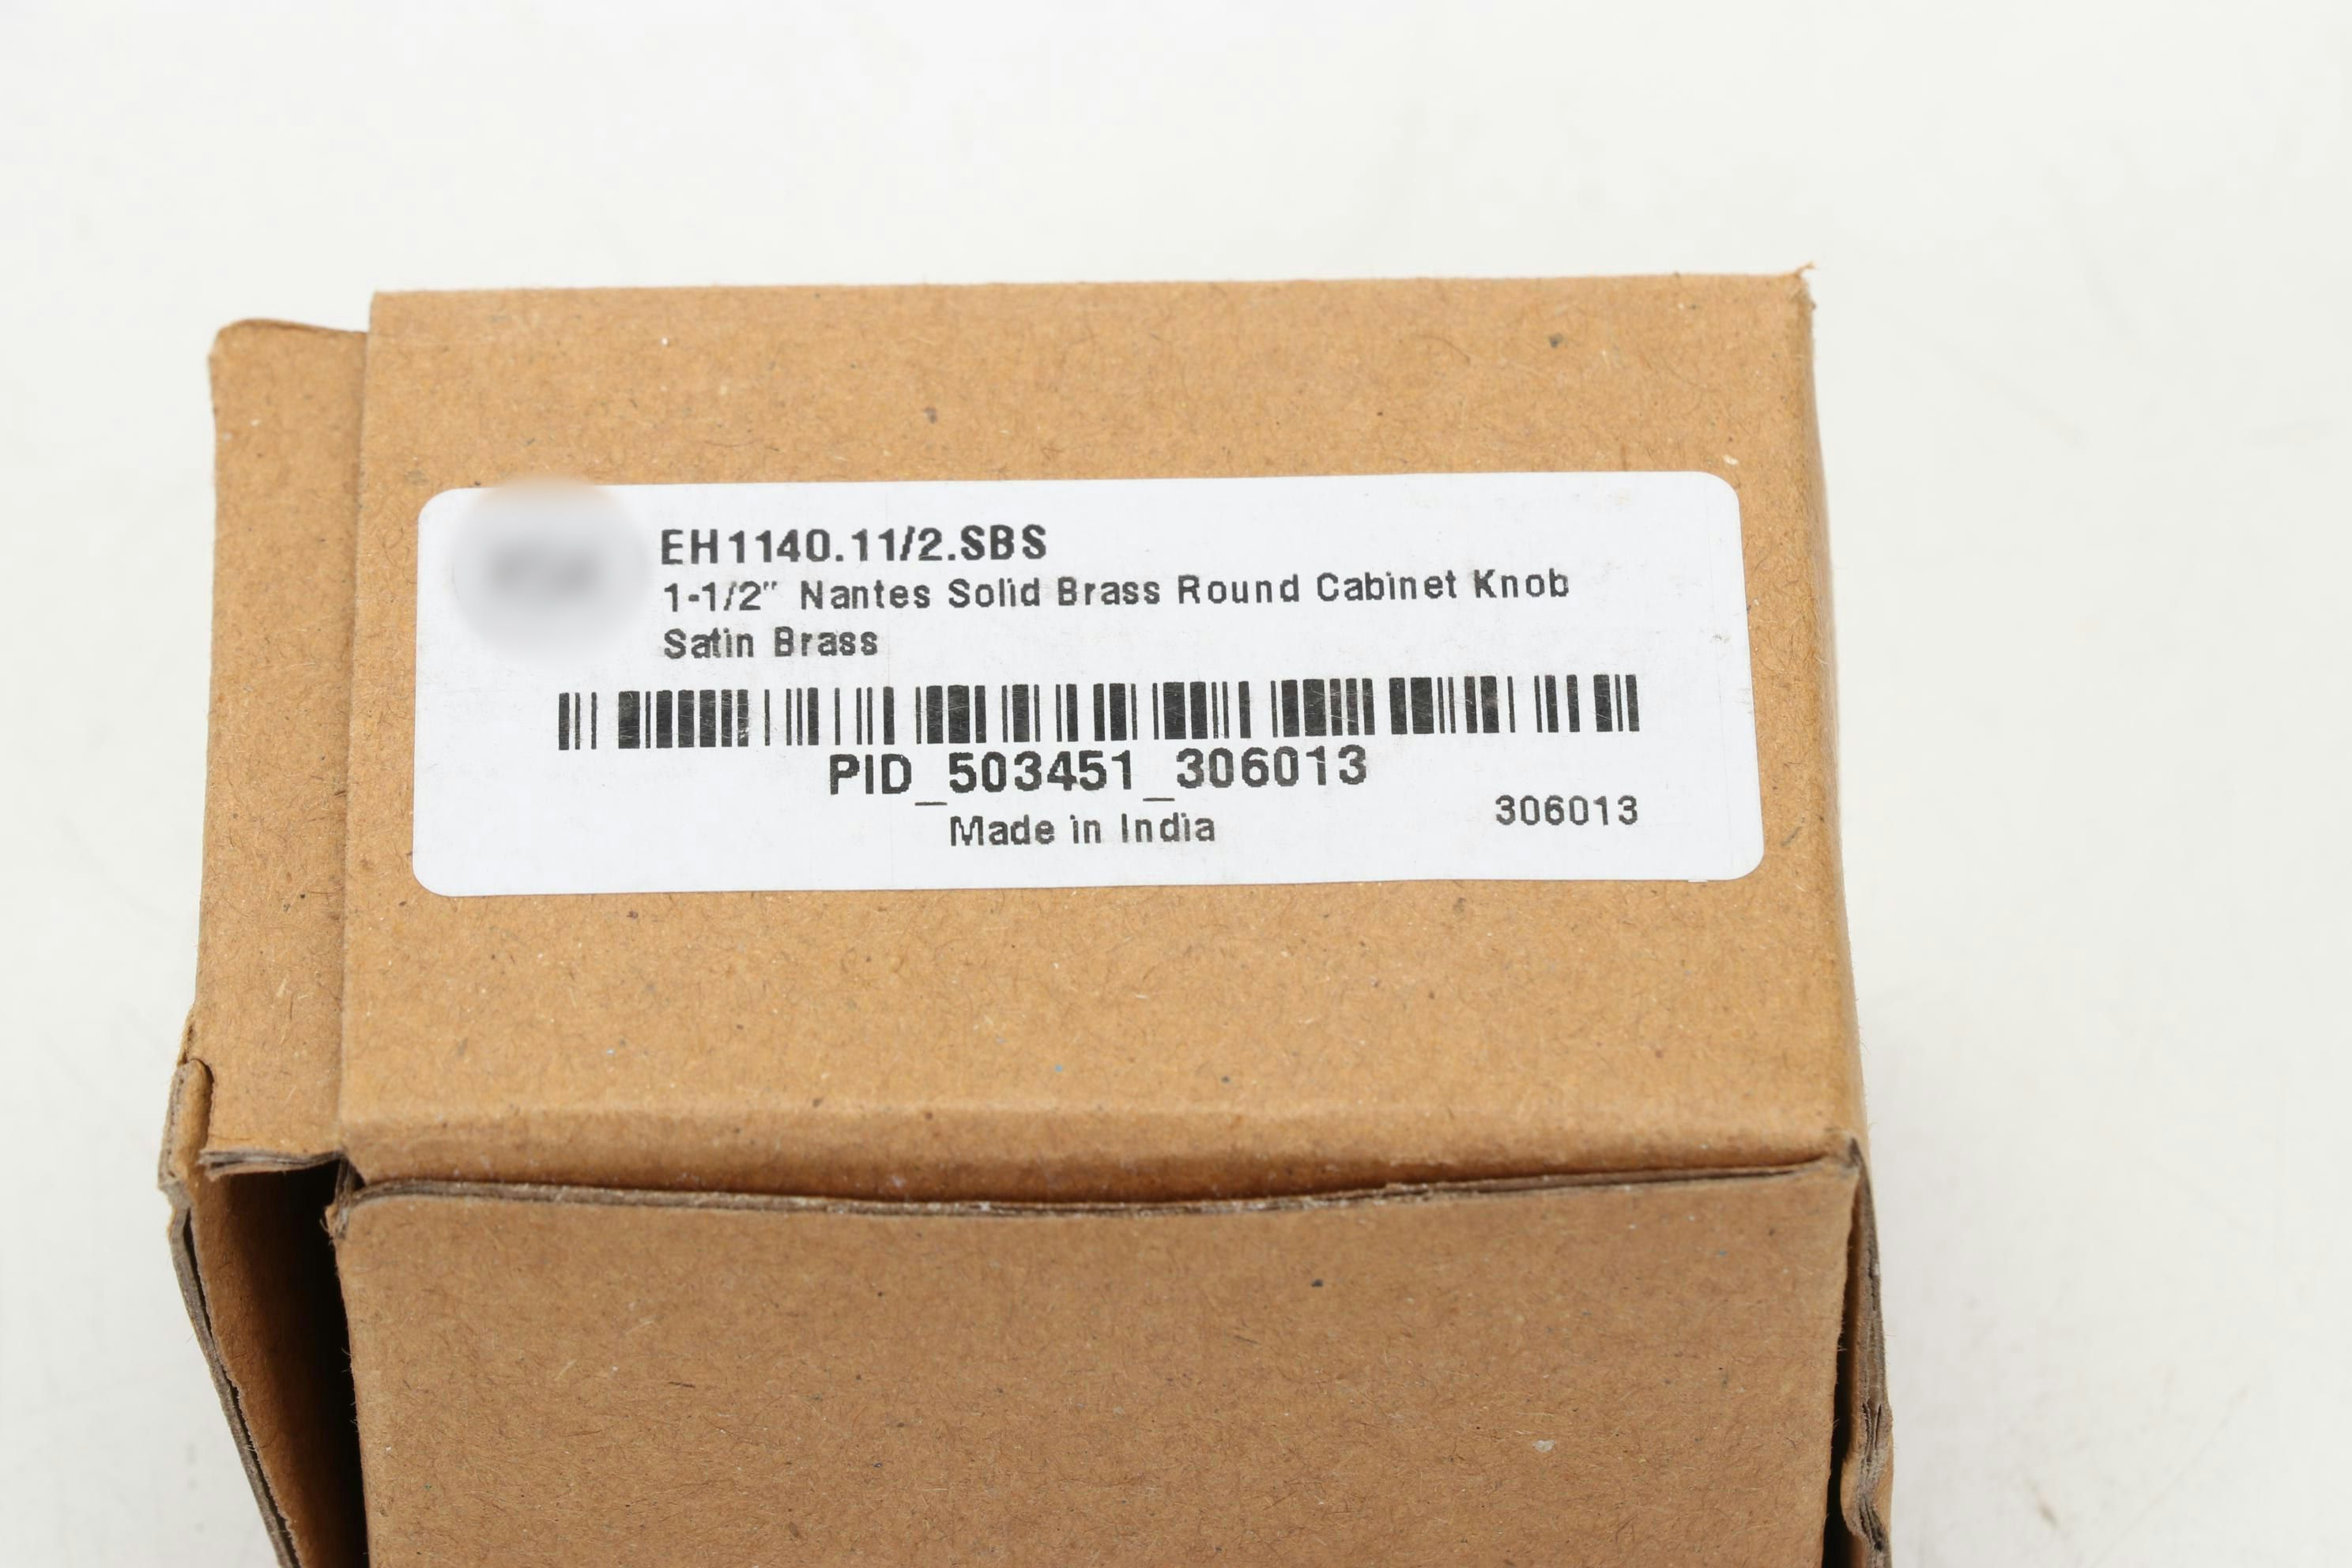 EH1140.11/2.SBS
1-1/2" Nantes Solid Brass Round Cabinet Knob
Satin Brass
PID_503451_306013
Made in India
306013